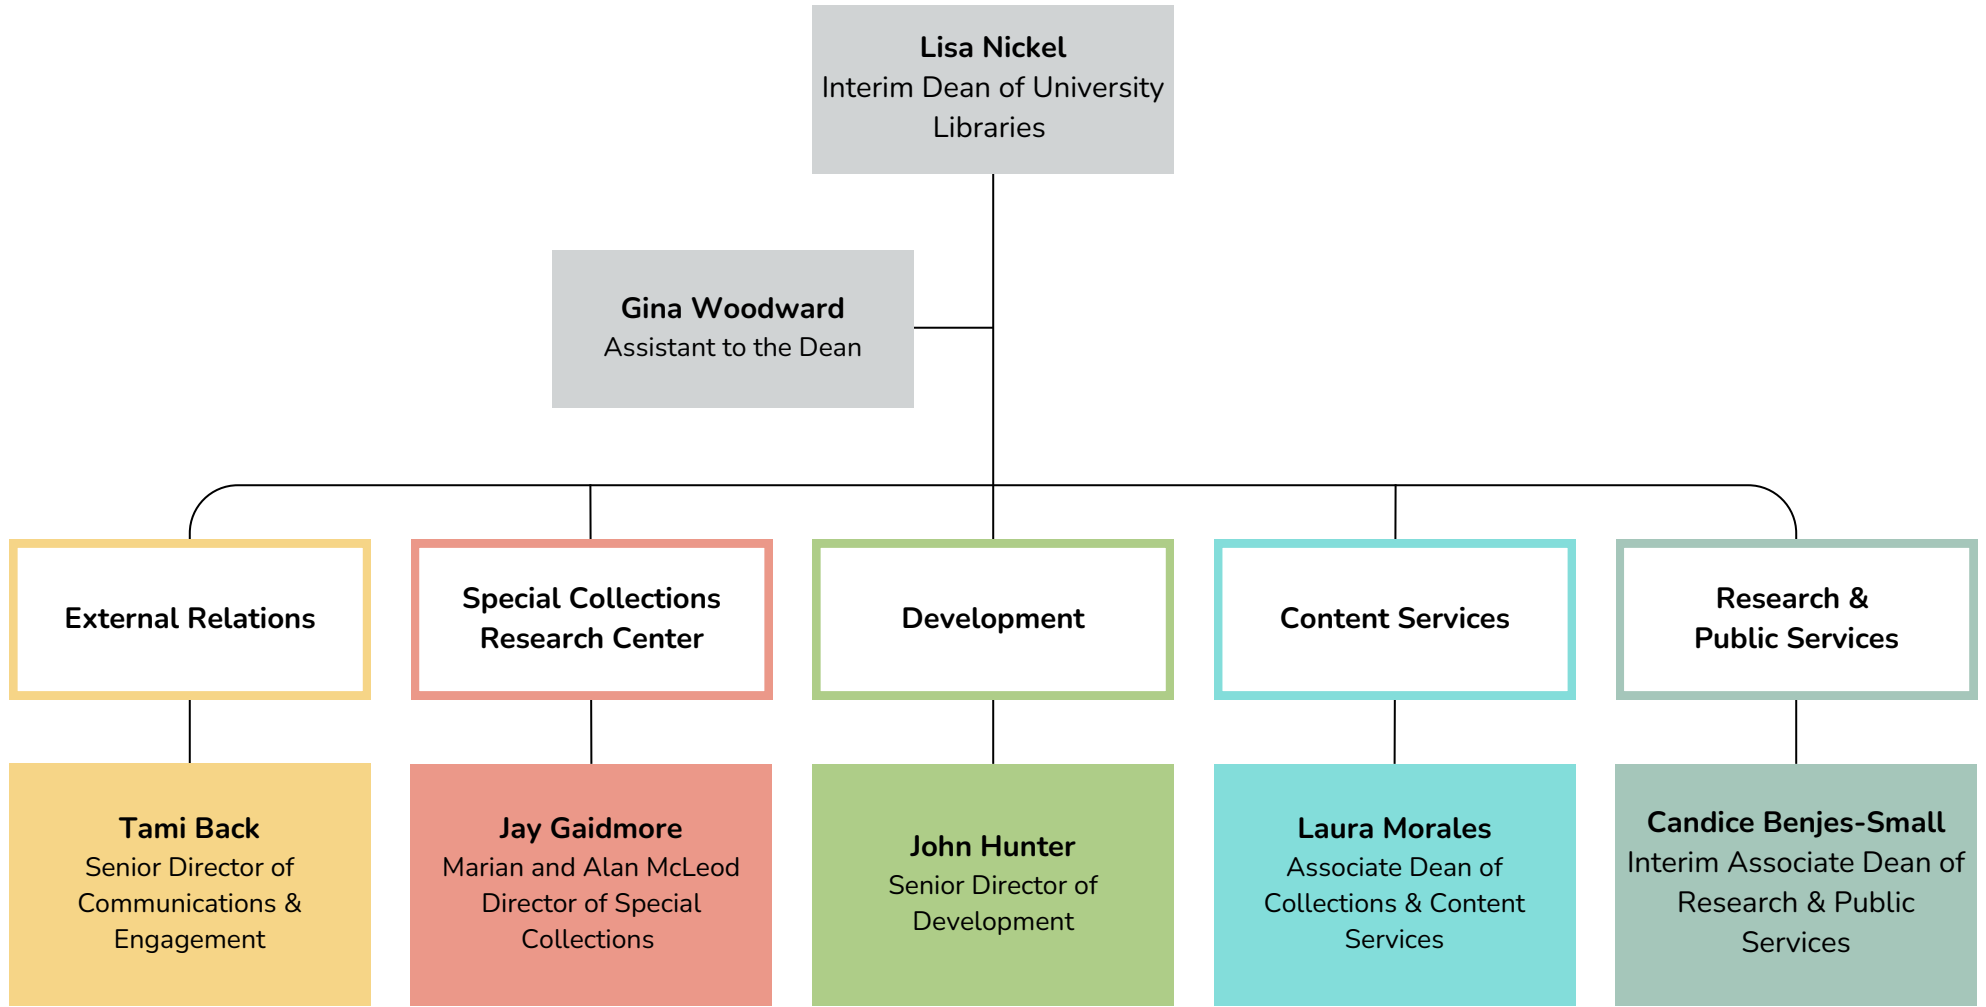 Lisa Nickel
Interim Dean of University
Libraries
Gina Woodward
Assistant to the Dean
External Relations
Special Collections
Research Center
Development
Content Services
Research &
Public Services
Tami Back
Senior Director of
Communications &
Engagement
Jay Gaidmore
Marian and Alan McLeod
Director of Special
Collections
John Hunter
Senior Director of
Development
Laura Morales
Associate Dean of
Collections & Content
Services
Candice Benjes-Small
Interim Associate Dean of
Research & Public
Services